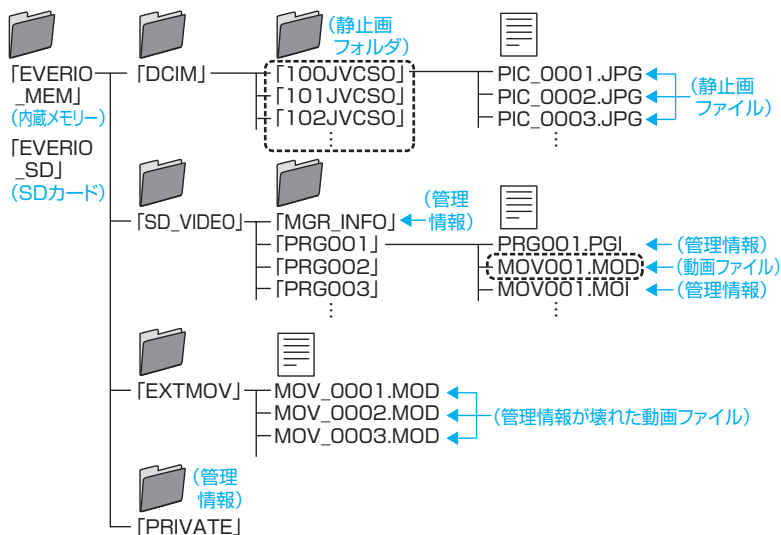 「EVERIO
_MEM」
（内蔵メモリー）
「EVERIO
_SD」
（SDカード）
「DCIM」
（静止画
フォルダ）
「100JVCSO」
「101JVCSO」
「102JVCSO」
⋮
PIC_0001.JPG
PIC_0002.JPG
PIC_0003.JPG
⋮
（静止画
ファイル）
「SD_VIDEO」
「MGR_INFO」
（管理
情報）
「PRG001」
「PRG002」
「PRG003」
⋮
PRG001.PGI
（管理情報）
MOV001.MOD
（動画ファイル）
MOV001.MOI
（管理情報）
⋮
「EXTMOV」
MOV_0001.MOD
MOV_0002.MOD
MOV_0003.MOD
（管理情報が壊れた動画ファイル）
（管理
情報）
「PRIVATE」